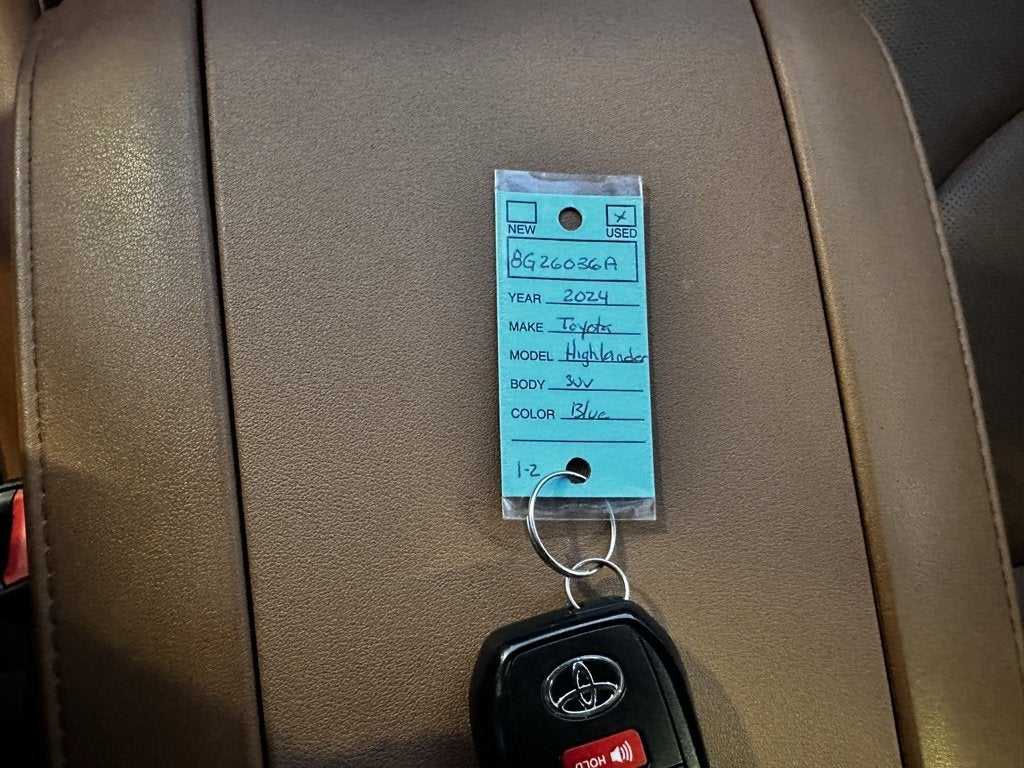 NEW USED
8G26036A
YEAR 2024
MAKE Toyota
MODEL Highlander
BODY SUV
COLOR Blue
1-2
HOLD